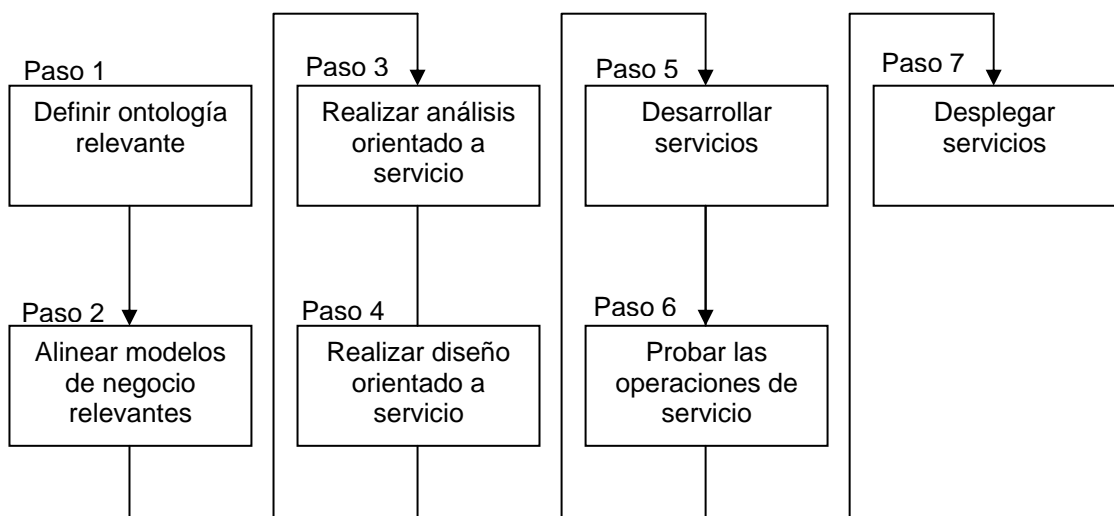 Paso 1
Definir ontología
relevante
Paso 2
Alinear modelos
de negocio
relevantes
Paso 3
Realizar análisis
orientado a
servicio
Paso 4
Realizar diseño
orientado a
servicio
Paso 5
Desarrollar
servicios
Paso 6
Probar las
operaciones de
servicio
Paso 7
Desplegar
servicios